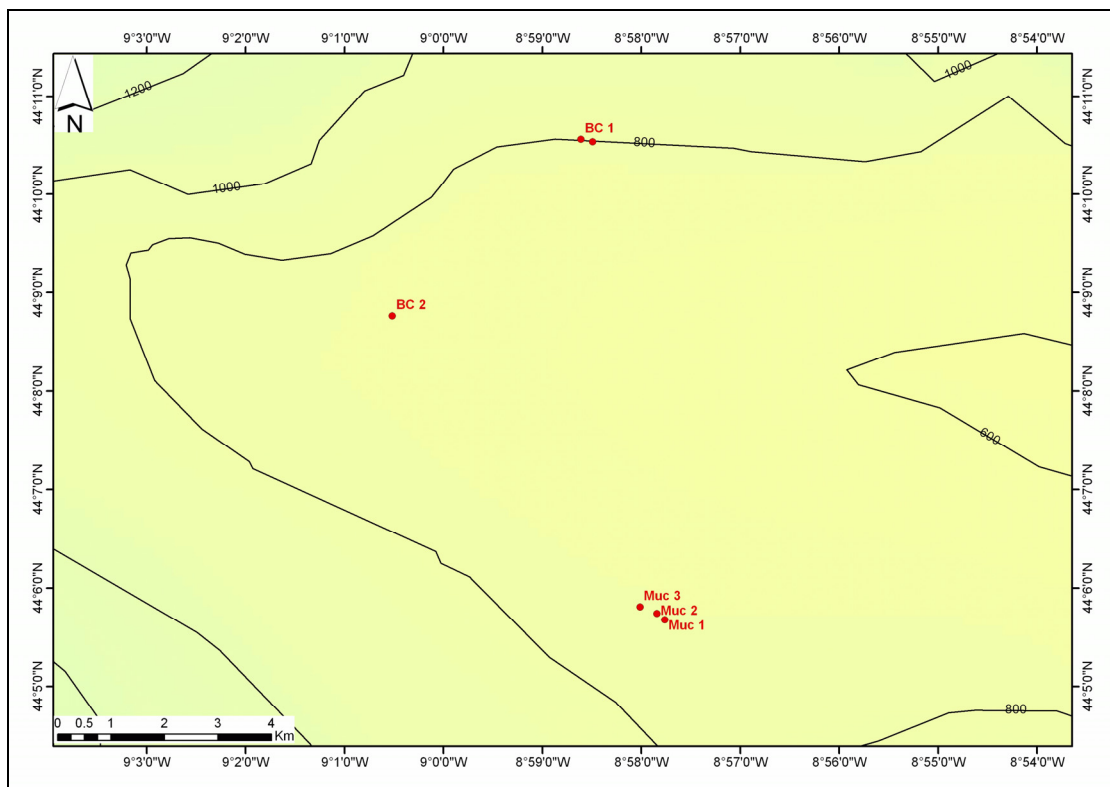 9°3'0"W 9°2'0"W 9°1'0"W 9°0'0"W 8°59'0"W 8°58'0"W 8°57'0"W 8°56'0"W 8°55'0"W 8°54'0"W
N
1200
1000
44°11'0"N 44°11'0"N
BC 1
800
44°10'0"N 44°10'0"N
1000
44°9'0"N 44°9'0"N
BC 2
44°8'0"N 44°8'0"N
600
44°7'0"N 44°7'0"N
44°6'0"N 44°6'0"N
Muc 3
Muc 2
Muc 1
44°5'0"N 44°5'0"N
800
0 0.5 1 2 3 4
Km
9°3'0"W 9°2'0"W 9°1'0"W 9°0'0"W 8°59'0"W 8°58'0"W 8°57'0"W 8°56'0"W 8°55'0"W 8°54'0"W